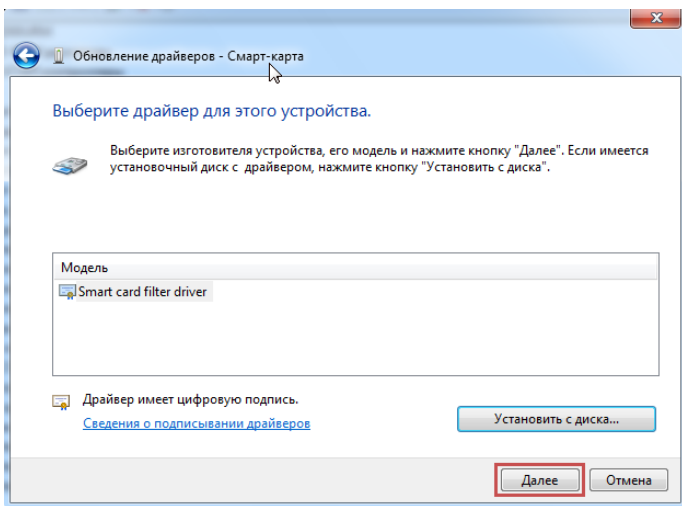 Обновление драйверов - Смарт-карта
Выберите драйвер для этого устройства.
Выберите изготовителя устройства, его модель и нажмите кнопку "Далее". Если имеется
установочный диск с драйвером, нажмите кнопку "Установить с диска".
Модель
Smart card filter driver
Драйвер имеет цифровую подпись.
Сведения о подписывании драйверов
Установить с диска...
Далее
Отмена